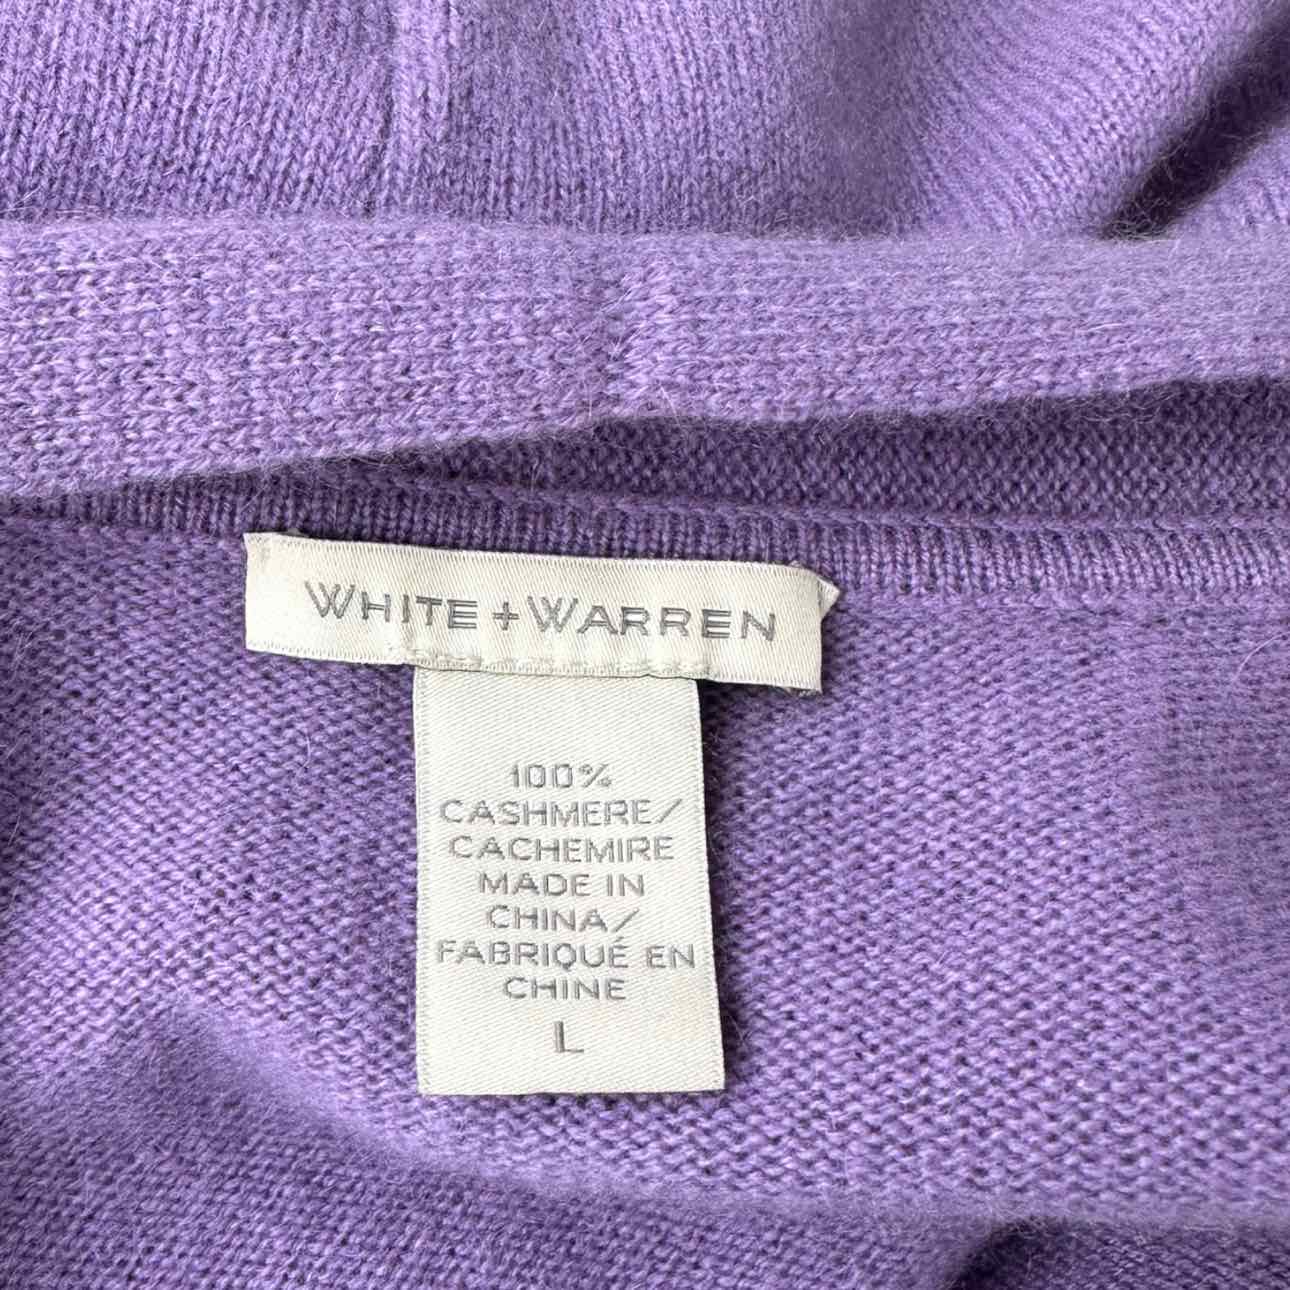 WHITE + WARREN
100%
CASHMERE/
CACHEMIRE
MADE IN
CHINA/
FABRIQUÉ EN
CHINE
L